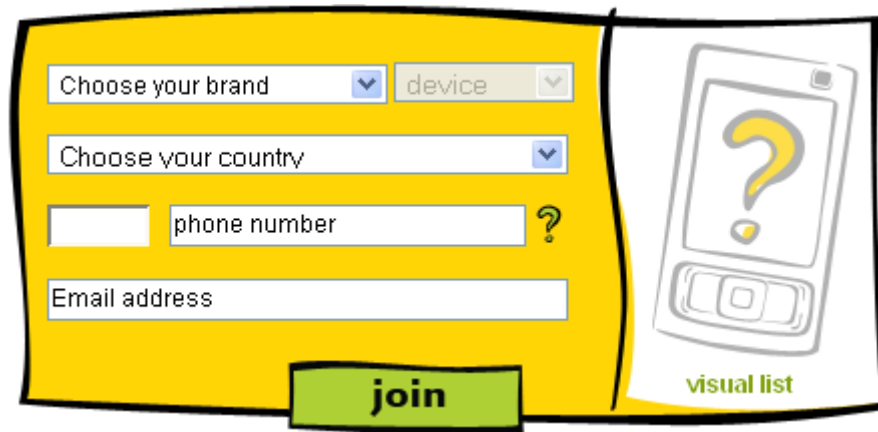 Choose your brand device
Choose your country
phone number ?
Email address
join
?
visual list